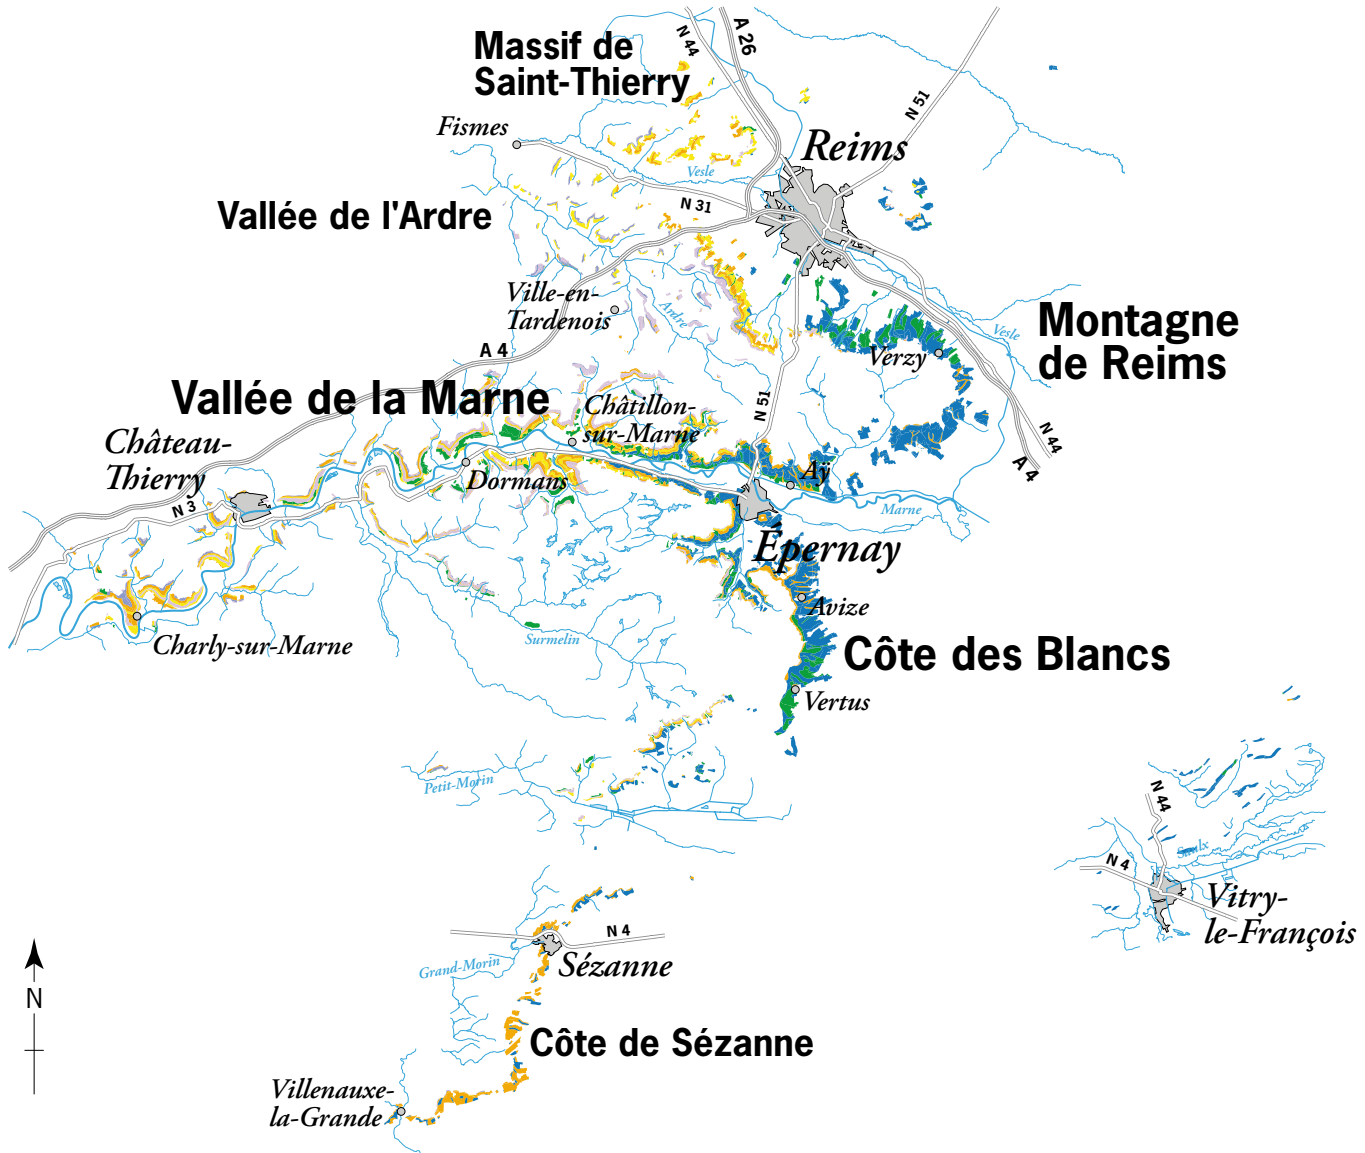 N 44
A 26
Massif de
Saint-Thierry
N 51
Fismes
Reims
Vesle
N 31
Vallée de l'Ardre
Ville-en-
Tardenois
Ardre
Montagne
de Reims
Vesle
A 4
Verzy
Vallée de la Marne
N 51
Châtillon-
sur-Marne
N 44
A 4
Château-
Thierry
Dormans
Aÿ
N 3
Marne
Épernay
Avize
Charly-sur-Marne
Surmelin
Côte des Blancs
Vertus
Petit-Morin
N 44
Saulx
N 4
Vitry-
le-François
N 4
Grand-Morin
Sézanne
N
Côte de Sézanne
Villenauxe-
la-Grande